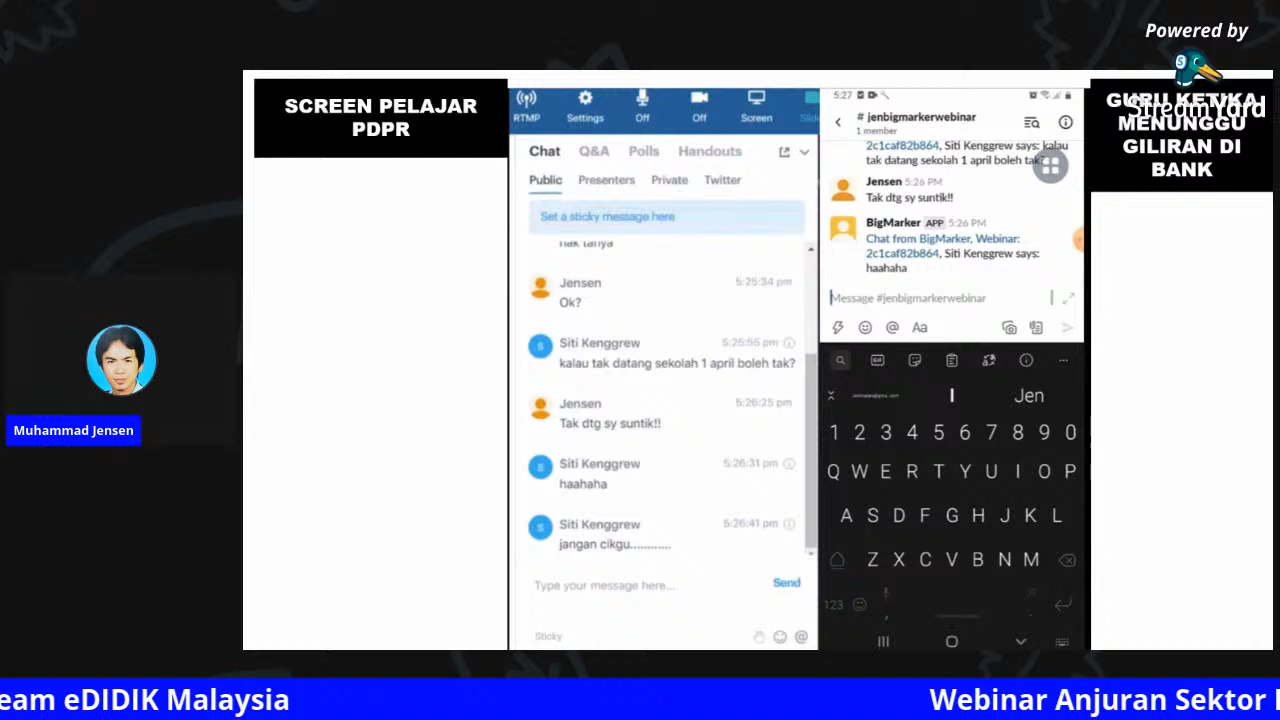 Powered by
StreamYard
SCREEN PELAJAR
PDPR
GURU KETIKA
MENUNGGU
GILIRAN DI
BANK
RTMP
Settings
Off
Off
Screen
Chat
Q&A
Polls
Handouts
Public
Presenters
Private
Twitter
Set a sticky message here
nak tanya
Jensen 5:25:34 pm
Ok?
Siti Kenggrew 5:25:55 pm
kalau tak datang sekolah 1 april boleh tak?
Jensen 5:26:25 pm
Tak dtg sy suntik!!
Siti Kenggrew 5:26:31 pm
haahaha
Siti Kenggrew 5:26:41 pm
jangan cikgu............
Type your message here...
Send
Sticky
5:27
# jenbigmarkerwebinar
1 member
2c1caf82b864, Siti Kenggrew says: kalau
tak datang sekolah 1 april boleh tak?
Jensen 5:26 PM
Tak dtg sy suntik!!
BigMarker APP 5:26 PM
Chat from BigMarker, Webinar:
2c1caf82b864, Siti Kenggrew says:
haahaha
Message #jenbigmarkerwebinar
Aa
GIF
I
Jen
1 2 3 4 5 6 7 8 9 0
Q W E R T Y U I O P
A S D F G H J K L
Z X C V B N M
123
Muhammad Jensen
eam eDIDIK Malaysia
Webinar Anjuran Sektor